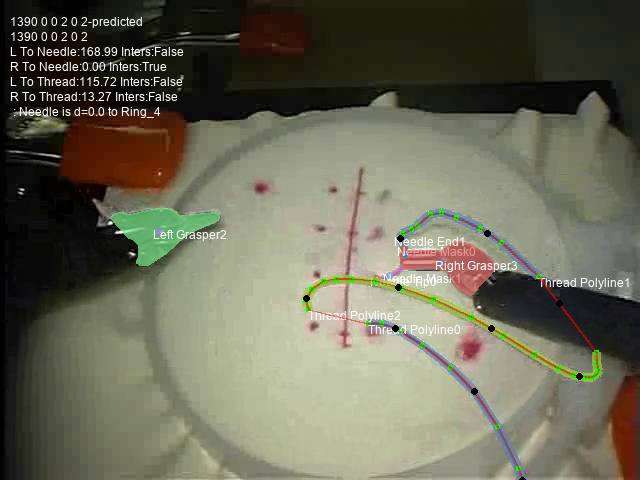 1390 0 0 2 0 2-predicted
1390 0 0 2 0 2
L To Needle:168.99 Inters:False
R To Needle:0.00 Inters:True
L To Thread:115.72 Inters:False
R To Thread:13.27 Inters:False
: Needle is d=0.0 to Ring_4
Left Grasper2
Needle End1
Needle Mask0
Right Grasper3
Needle Mask1
Tip0
Thread Polyline1
Thread Polyline2
Thread Polyline0